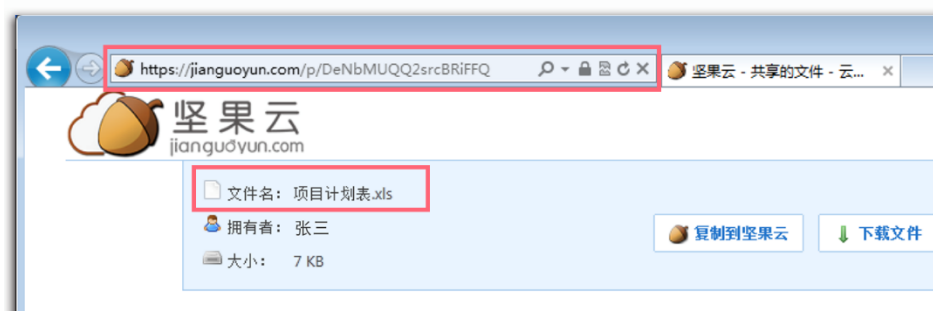 https://jianguoyun.com/p/DeNbMUQQ2srcBRiFFQ
坚果云 - 共享的文件 - 云...
坚果云
jianguoyun.com
文件名： 项目计划表.xls
拥有者： 张三
复制到坚果云
下载文件
大小： 7 KB